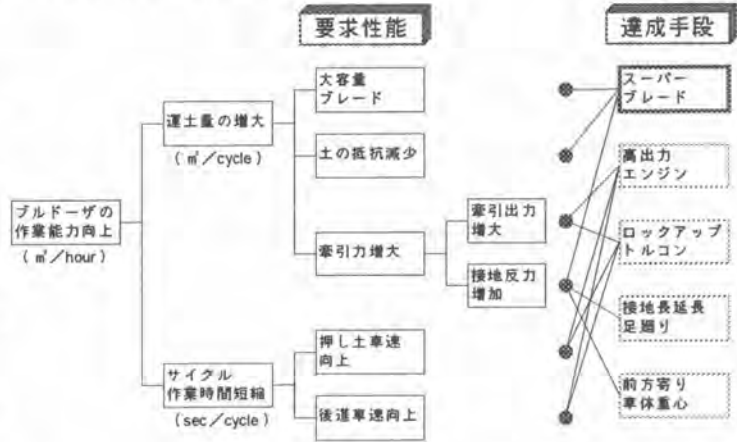 要求性能
達成手段
大容量
ブレード
スーパー
ブレード
運土量の増大
(㎥/cycle)
土の抵抗減少
高出力
エンジン
ブルドーザの
作業能力向上
(㎥/hour)
牽引力増大
牽引出力
増大
ロックアップ
トルコン
接地反力
増加
接地長延長
足廻り
押し土車速
向上
サイクル
作業時間短縮
(sec/cycle)
後進車速向上
前方寄り
車体重心